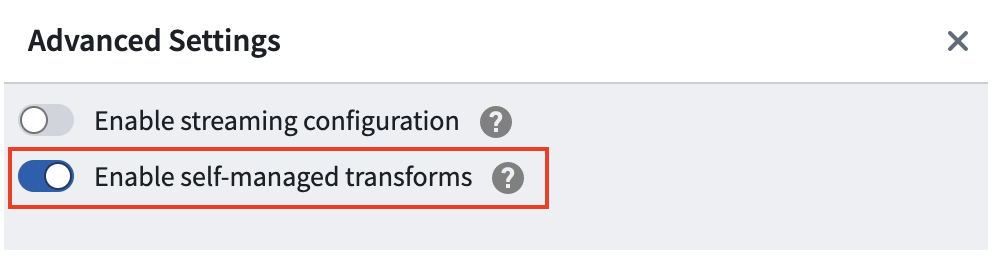 Advanced Settings
Enable streaming configuration ?
Enable self-managed transforms ?